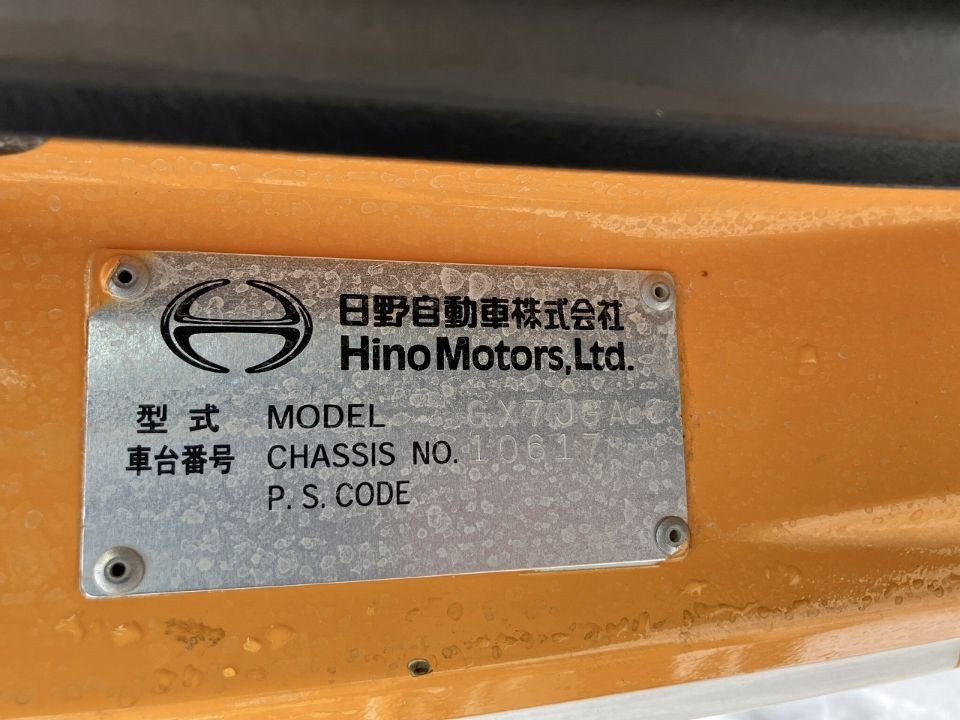 日野自動車株式会社
Hino Motors, Ltd.
型式 MODEL GX7JHAC
車台番号 CHASSIS NO. 10617
P. S. CODE